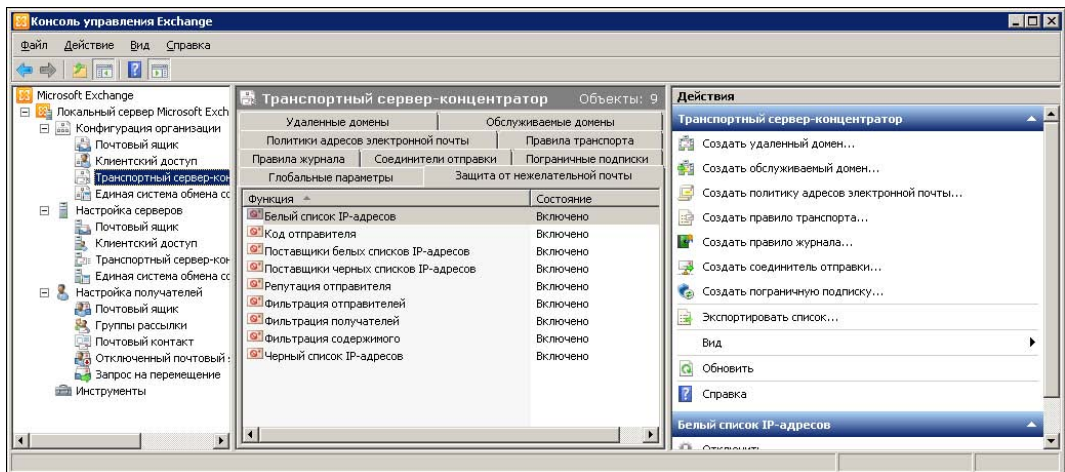 Консоль управления Exchange
Файл Действие Вид Справка
Microsoft Exchange
Локальный сервер Microsoft Exch
Конфигурация организации
Почтовый ящик
Клиентский доступ
Транспортный сервер-кон
Единая система обмена сс
Настройка серверов
Почтовый ящик
Клиентский доступ
Транспортный сервер-кон
Единая система обмена сс
Настройка получателей
Почтовый ящик
Группы рассылки
Почтовый контакт
Отключенный почтовый
Запрос на перемещение
Инструменты
Транспортный сервер-концентратор Объекты: 9
Удаленные домены Обслуживаемые домены
Политики адресов электронной почты Правила транспорта
Правила журнала Соединители отправки Пограничные подписки
Глобальные параметры Защита от нежелательной почты
Функция Состояние
Белый список IP-адресов Включено
Код отправителя Включено
Поставщики белых списков IP-адресов Включено
Поставщики черных списков IP-адресов Включено
Репутация отправителя Включено
Фильтрация отправителей Включено
Фильтрация получателей Включено
Фильтрация содержимого Включено
Черный список IP-адресов Включено
Действия
Транспортный сервер-концентратор
Создать удаленный домен...
Создать обслуживаемый домен...
Создать политику адресов электронной почты...
Создать правило транспорта...
Создать правило журнала...
Создать соединитель отправки...
Создать пограничную подписку...
Экспортировать список...
Вид
Обновить
Справка
Белый список IP-адресов
Отключить